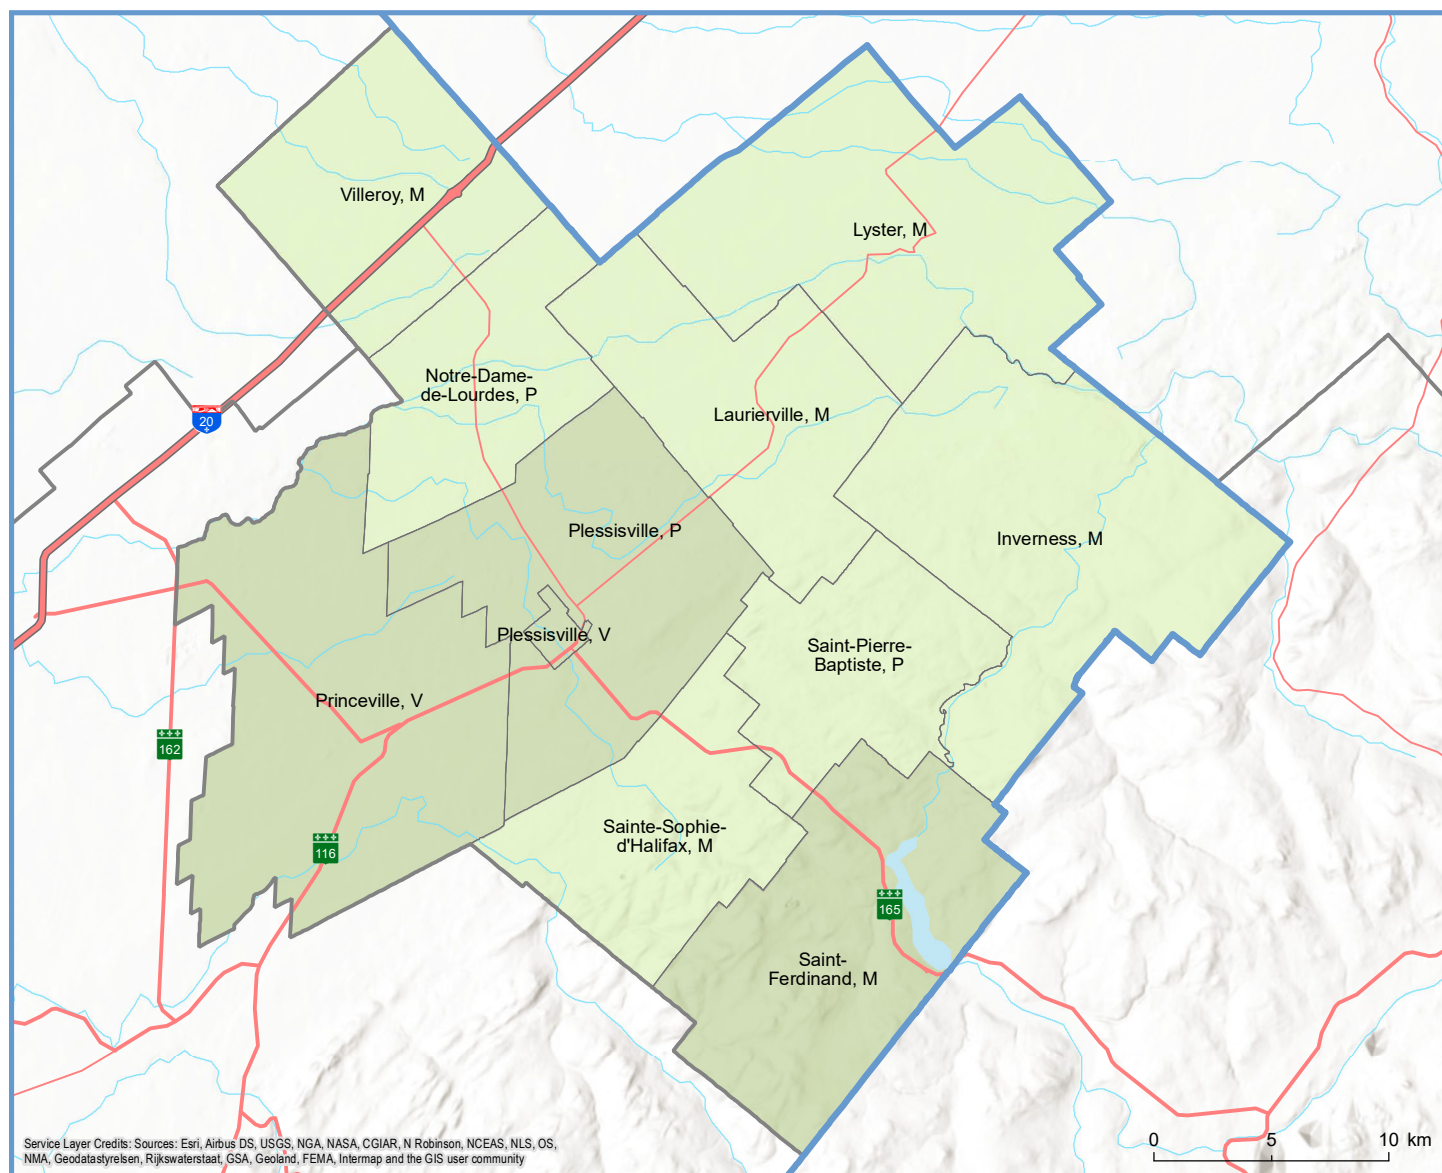 Villeroy, M
Lyster, M
Notre-Dame-
de-Lourdes, P
Laurierville, M
20
Plessisville, P
Inverness, M
Plessisville, V
Saint-Pierre-
Baptiste, P
Princeville, V
162
Sainte-Sophie-
d'Halifax, M
116
165
Saint-
Ferdinand, M
0 5 10 km
Service Layer Credits: Sources: Esri, Airbus DS, USGS, NGA, NASA, CGIAR, N Robinson, NCEAS, NLS, OS,
NMA, Geodatastyrelsen, Rijkswaterstaat, GSA, Geoland, FEMA, Intermap and the GIS user community